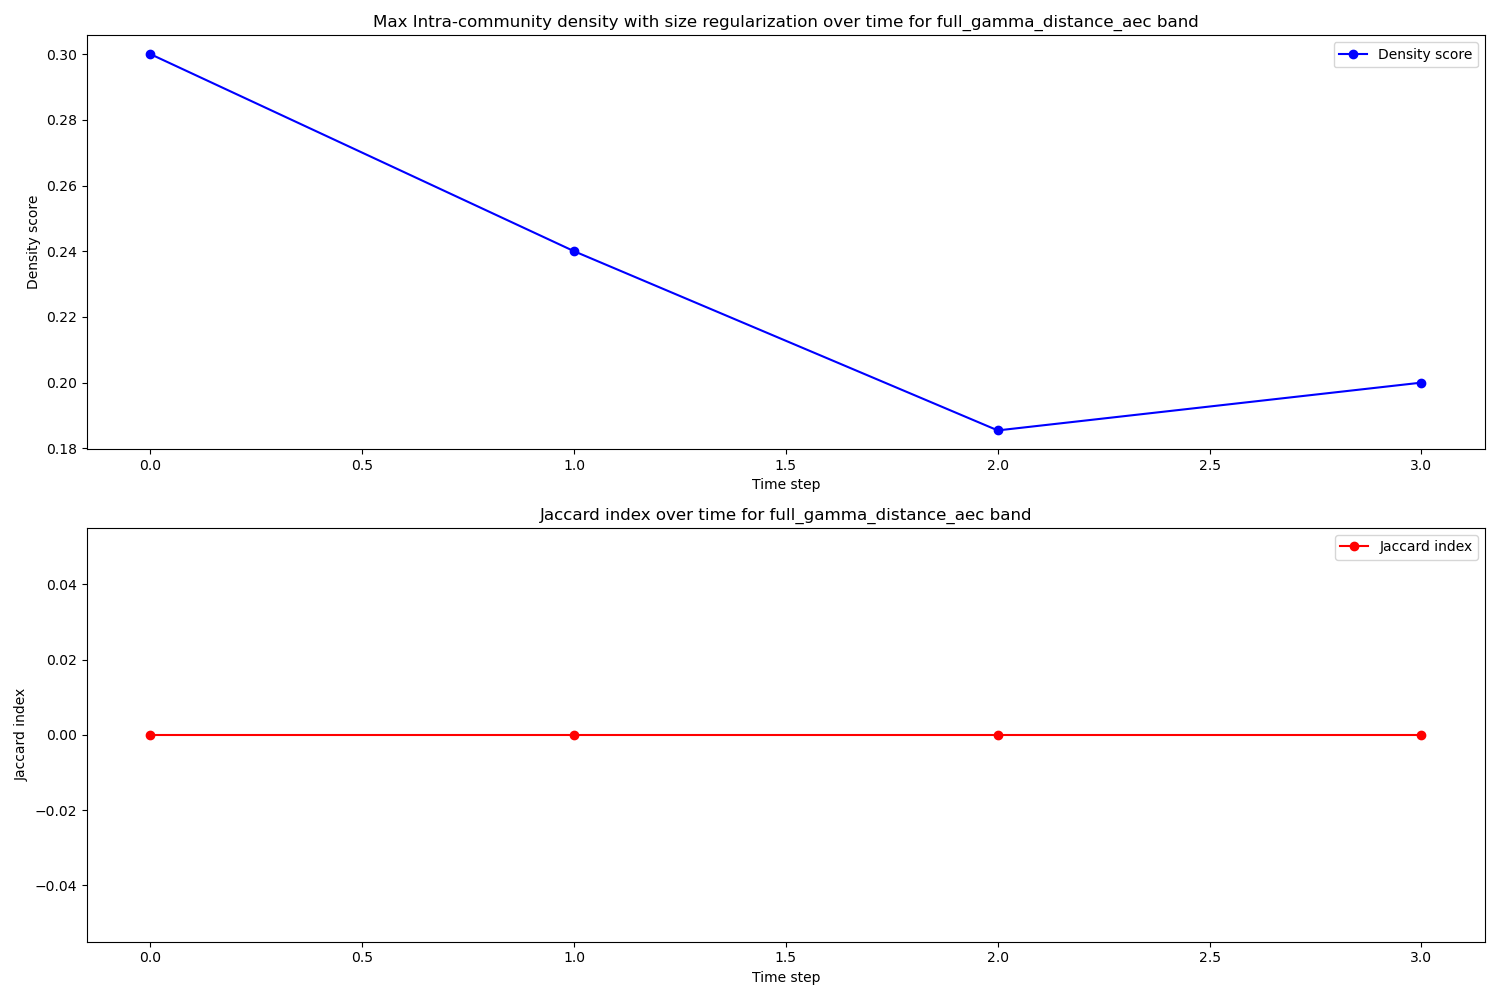 Max Intra-community density with size regularization over time for full_gamma_distance_aec band
Density score
0.30
0.28
0.26
0.24
0.22
0.20
0.18
Density score
0.0 0.5 1.0 1.5 2.0 2.5 3.0
Time step
Jaccard index over time for full_gamma_distance_aec band
Jaccard index
0.04
0.02
0.00
−0.02
−0.04
Jaccard index
0.0 0.5 1.0 1.5 2.0 2.5 3.0
Time step